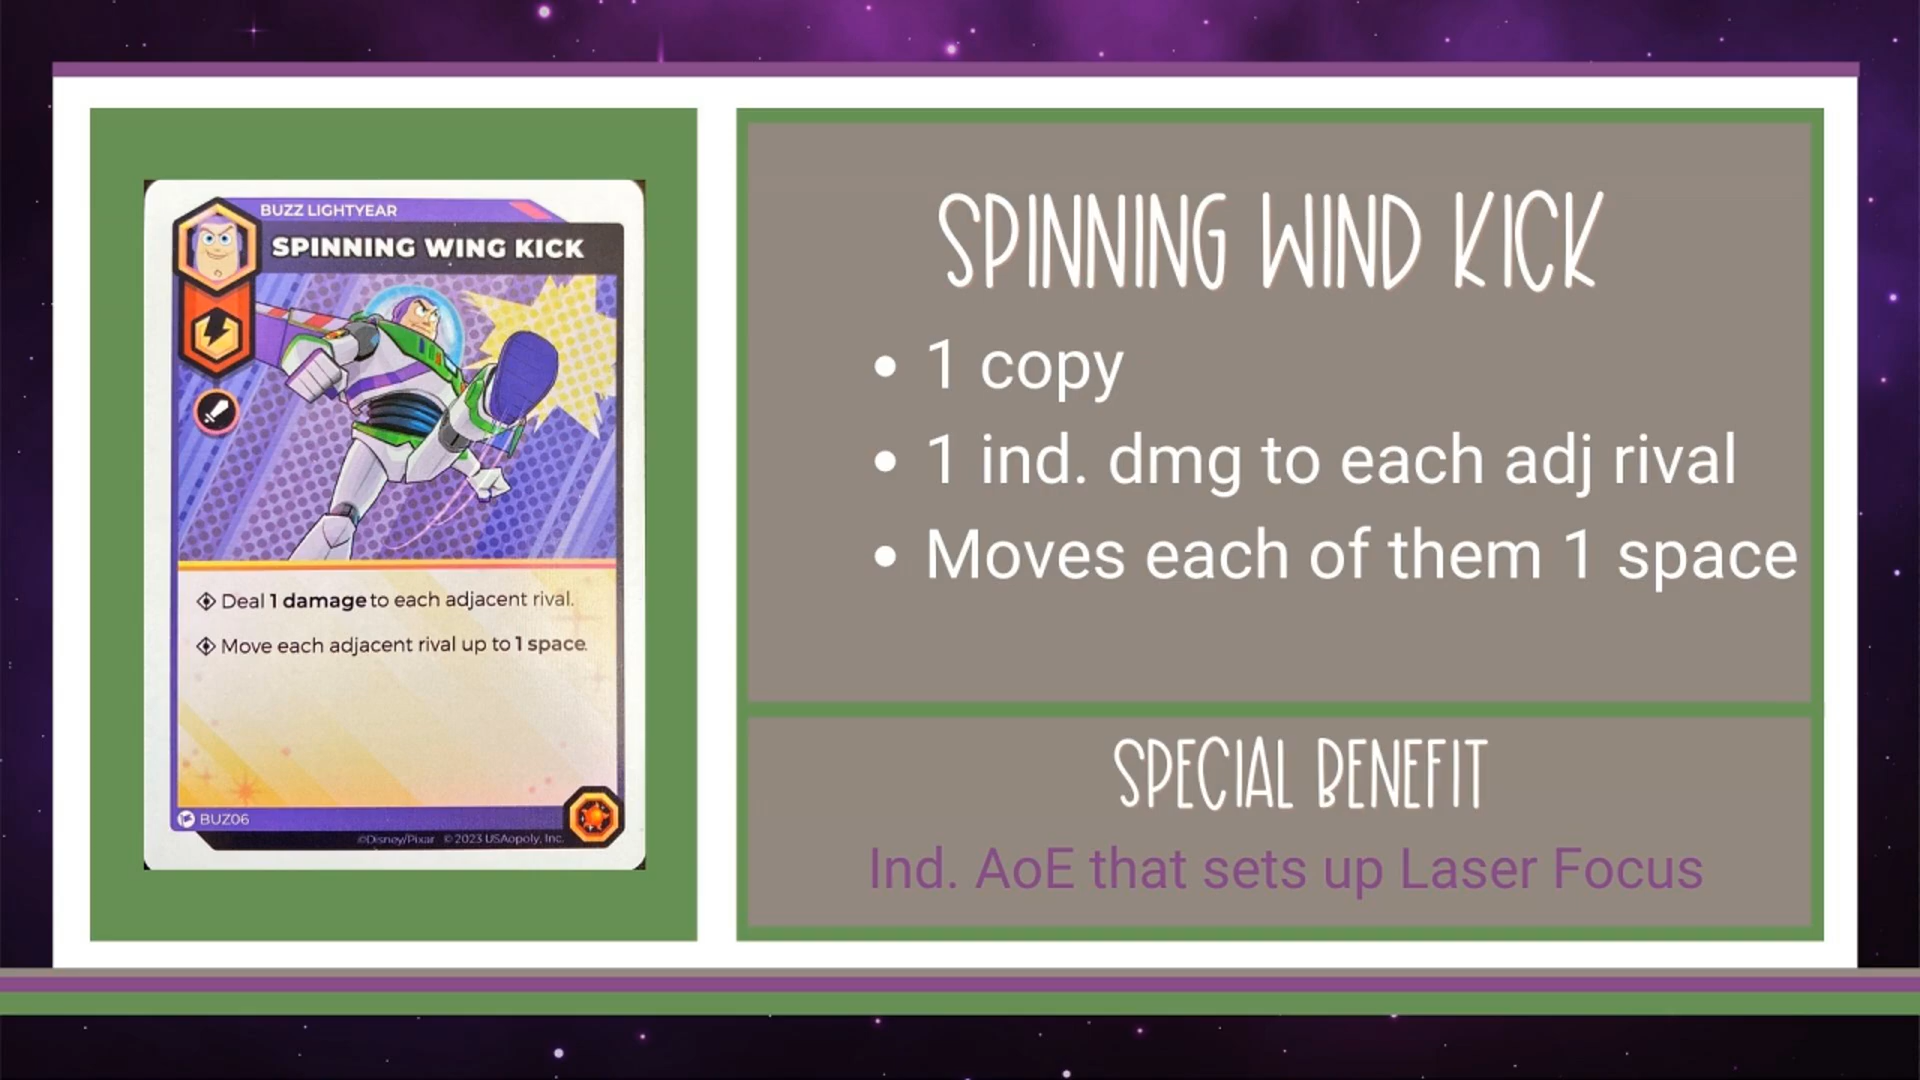 BUZZ LIGHTYEAR
SPINNING WING KICK
Deal 1 damage to each adjacent rival.
Move each adjacent rival up to 1 space.
BUZ06
©Disney/Pixar © 2023 USAopoly, Inc.
SPINNING WIND KICK
• 1 copy
• 1 ind. dmg to each adj rival
• Moves each of them 1 space
SPECIAL BENEFIT
Ind. AoE that sets up Laser Focus